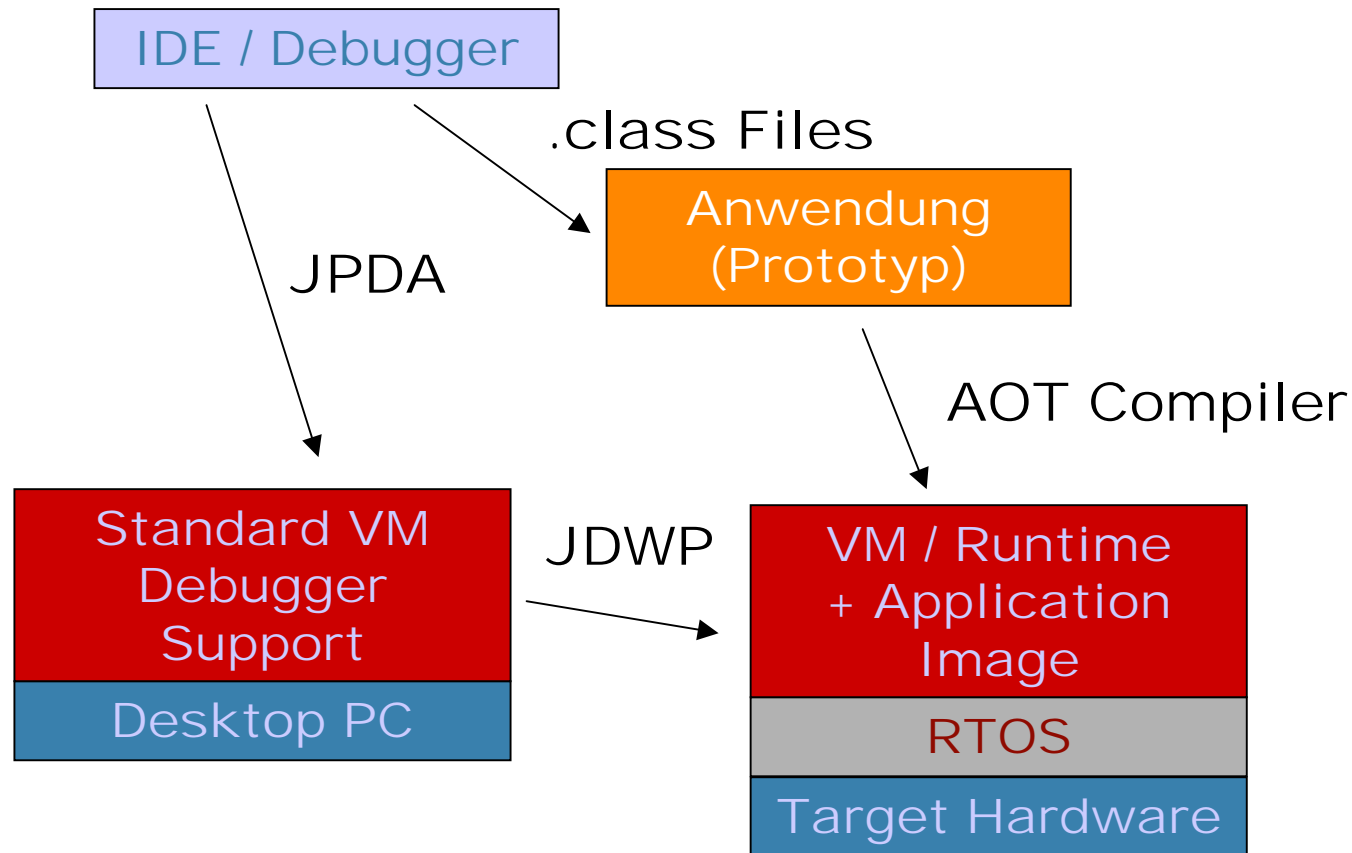 IDE / Debugger
.class Files
Anwendung
(Prototyp)
JPDA
AOT Compiler
Standard VM
Debugger
Support
Desktop PC
JDWP
VM / Runtime
+ Application
Image
RTOS
Target Hardware